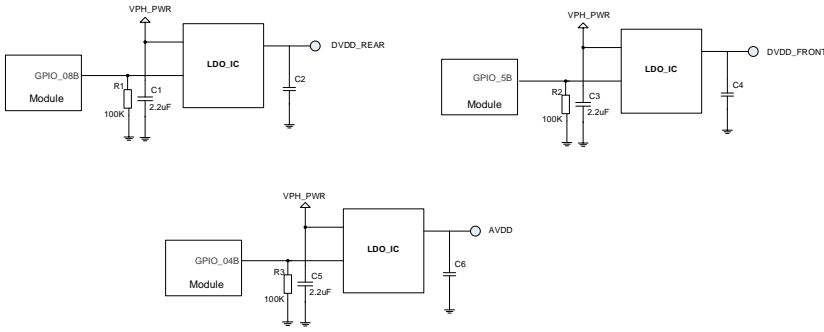 VPH_PWR
GPIO_08B
Module
R1
100K
C1
2.2uF
LDO_IC
C2
DVDD_REAR
VPH_PWR
GPIO_5B
Module
R2
100K
C3
2.2uF
LDO_IC
C4
DVDD_FRONT
VPH_PWR
GPIO_04B
Module
R3
100K
C5
2.2uF
LDO_IC
C6
AVDD